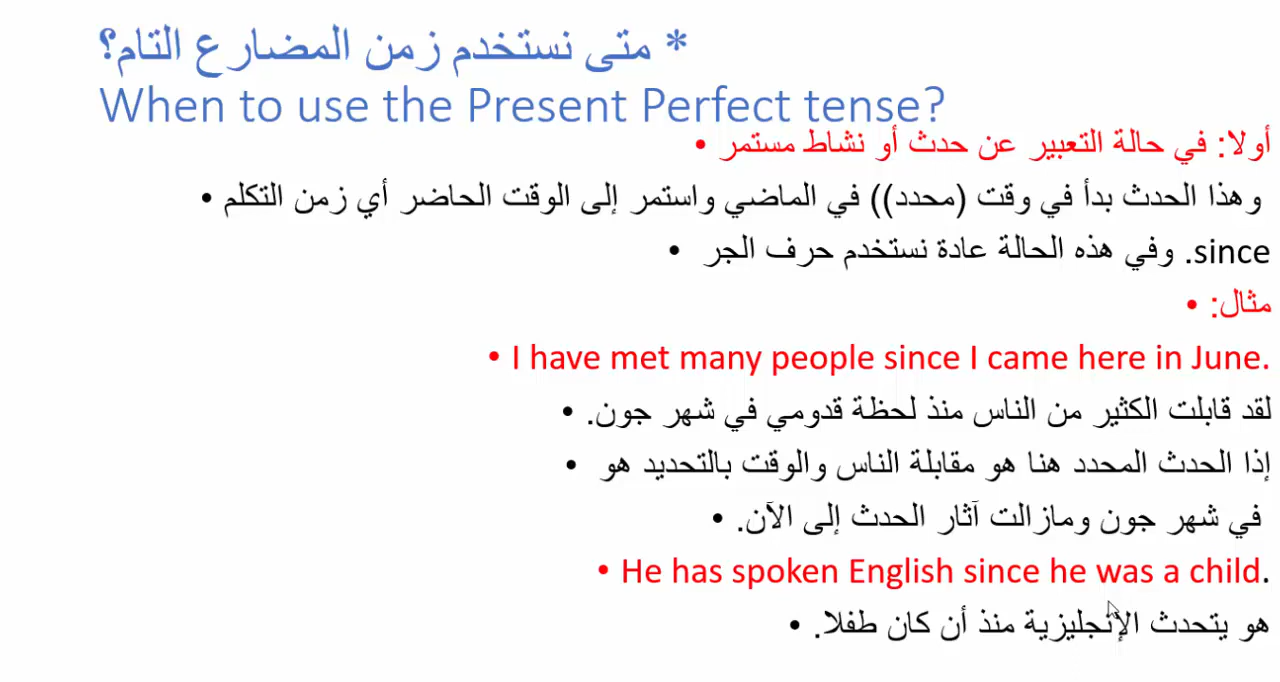 * متى نستخدم زمن المضارع التام؟
When to use the Present Perfect tense?
أولا: في حالة التعبير عن حدث أو نشاط مستمر •
وهذا الحدث بدأ في وقت (محدد)) في الماضي واستمر إلى الوقت الحاضر أي زمن التكلم •
since. وفي هذه الحالة عادة نستخدم حرف الجر •
مثال: •
• I have met many people since I came here in June.
لقد قابلت الكثير من الناس منذ لحظة قدومي في شهر جون. •
إذا الحدث المحدد هنا هو مقابلة الناس والوقت بالتحديد هو •
في شهر جون ومازالت آثار الحدث إلى الآن. •
• He has spoken English since he was a child.
هو يتحدث الإنجليزية منذ أن كان طفلا. •